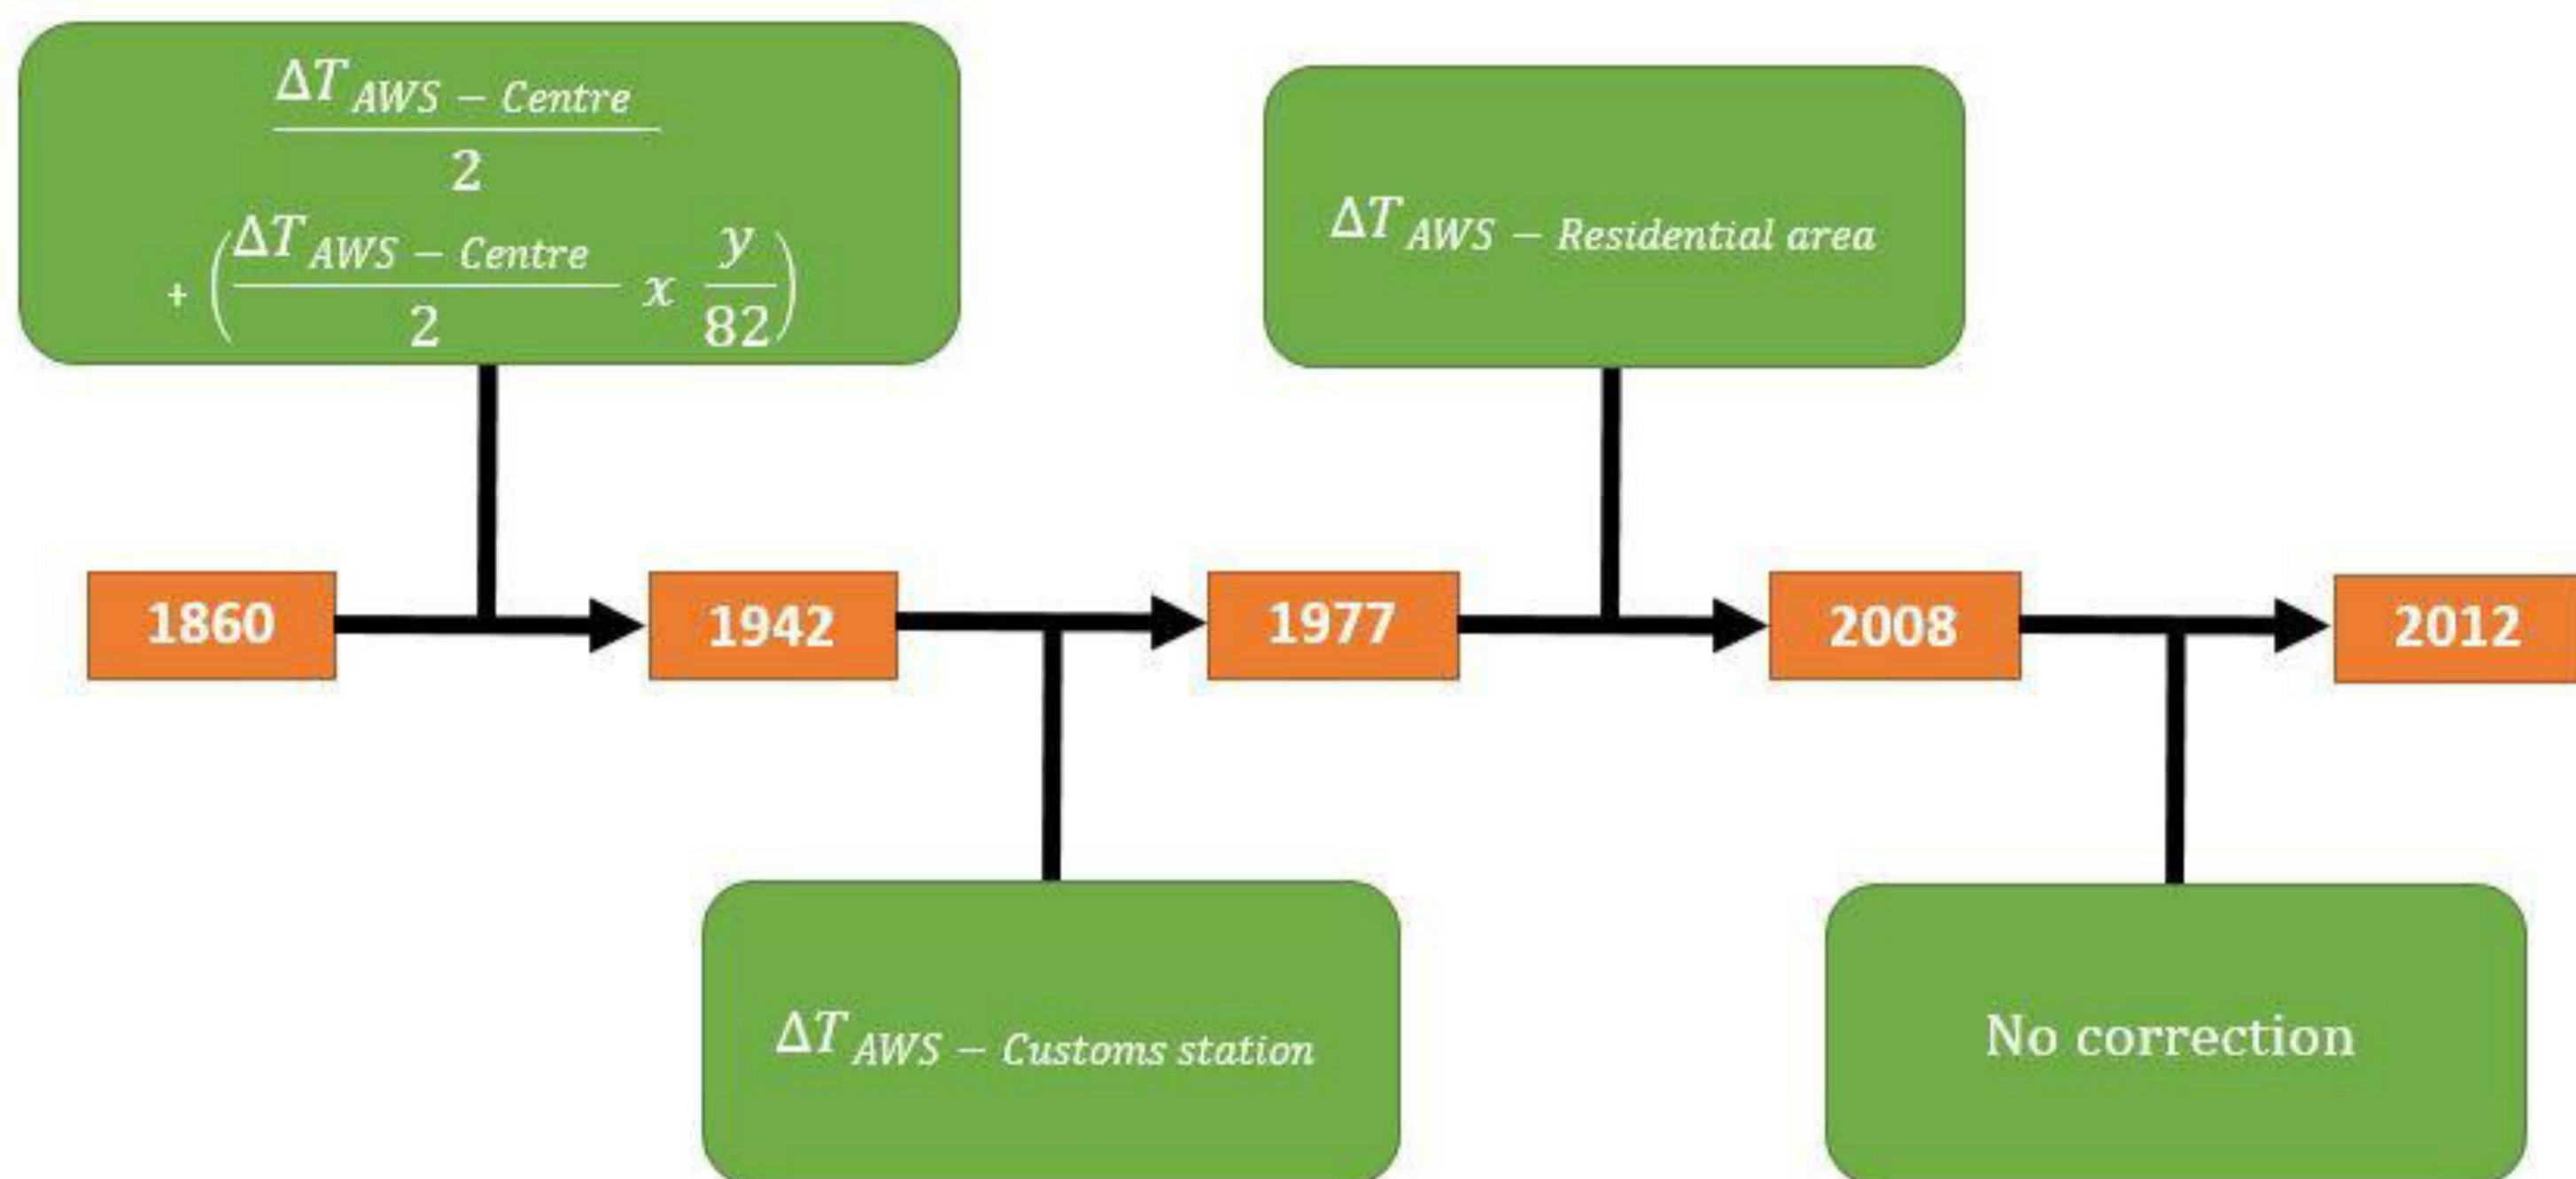 ΔT AWS – Centre
2
+ (ΔT AWS – Centre / 2 x y / 82)
ΔT AWS – Residential area
1860
1942
1977
2008
2012
ΔT AWS – Customs station
No correction